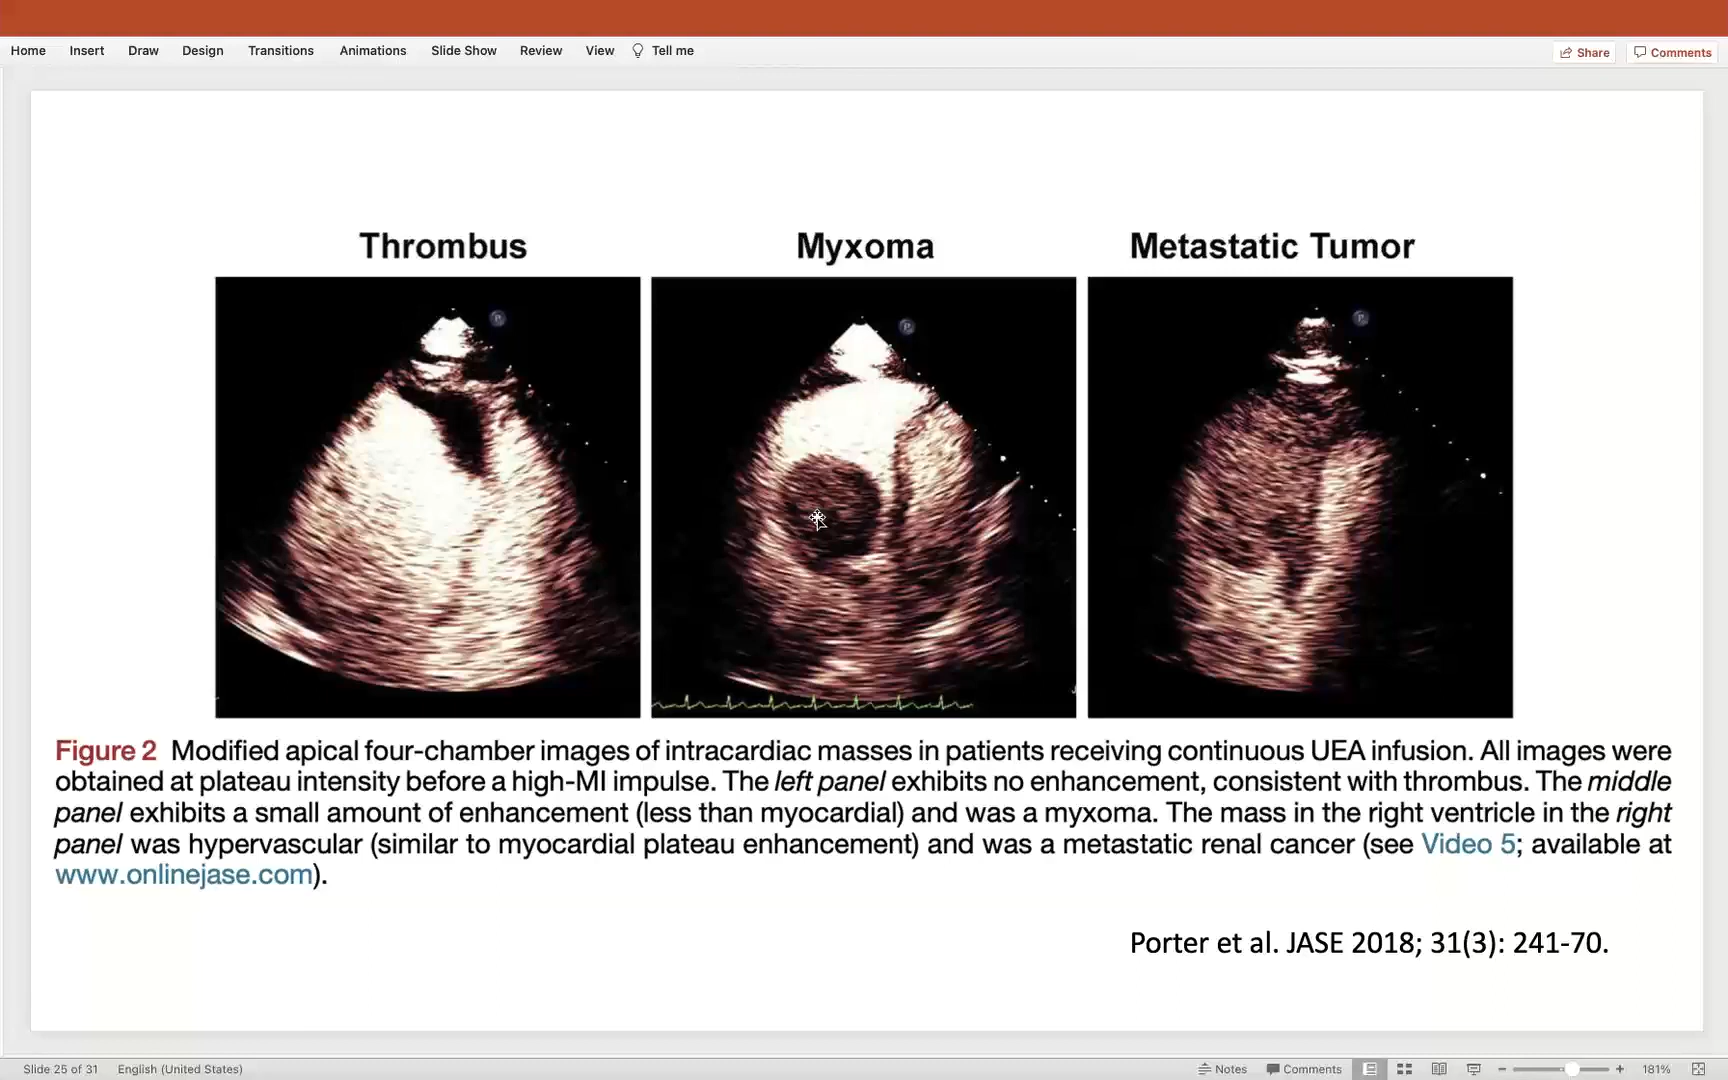 Home Insert Draw Design Transitions Animations Slide Show Review View Tell me Share Comments
Thrombus Myxoma Metastatic Tumor
P P P
Figure 2 Modified apical four-chamber images of intracardiac masses in patients receiving continuous UEA infusion. All images were
obtained at plateau intensity before a high-MI impulse. The left panel exhibits no enhancement, consistent with thrombus. The middle
panel exhibits a small amount of enhancement (less than myocardial) and was a myxoma. The mass in the right ventricle in the right
panel was hypervascular (similar to myocardial plateau enhancement) and was a metastatic renal cancer (see Video 5; available at
www.onlinejase.com).
Porter et al. JASE 2018; 31(3): 241-70.
Slide 25 of 31 English (United States) Notes Comments 181%